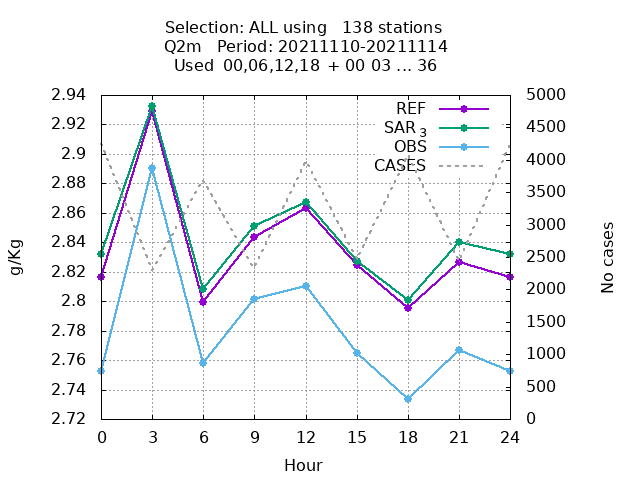 Selection: ALL using   138 stations
Q2m   Period: 20211110-20211114
Used  00,06,12,18 + 00 03 ... 36
2.94
2.92
2.9
2.88
2.86
2.84
2.82
2.8
2.78
2.76
2.74
2.72
g/Kg
REF
SAR 3
OBS
CASES
5000
4500
4000
3500
3000
2500
2000
1500
1000
500
0
No cases
0 3 6 9 12 15 18 21 24
Hour